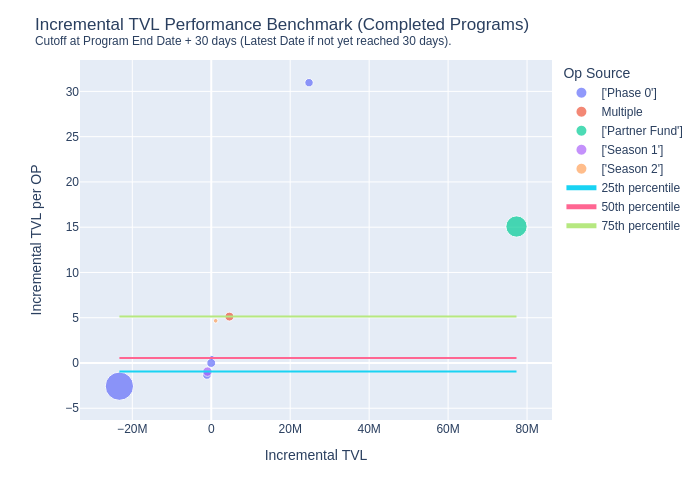 Incremental TVL Performance Benchmark (Completed Programs)
Cutoff at Program End Date + 30 days (Latest Date if not yet reached 30 days).
Op Source
['Phase 0']
Multiple
['Partner Fund']
['Season 1']
['Season 2']
25th percentile
50th percentile
75th percentile
Incremental TVL per OP
30
25
20
15
10
5
0
−5
−20M
0
20M
40M
60M
80M
Incremental TVL